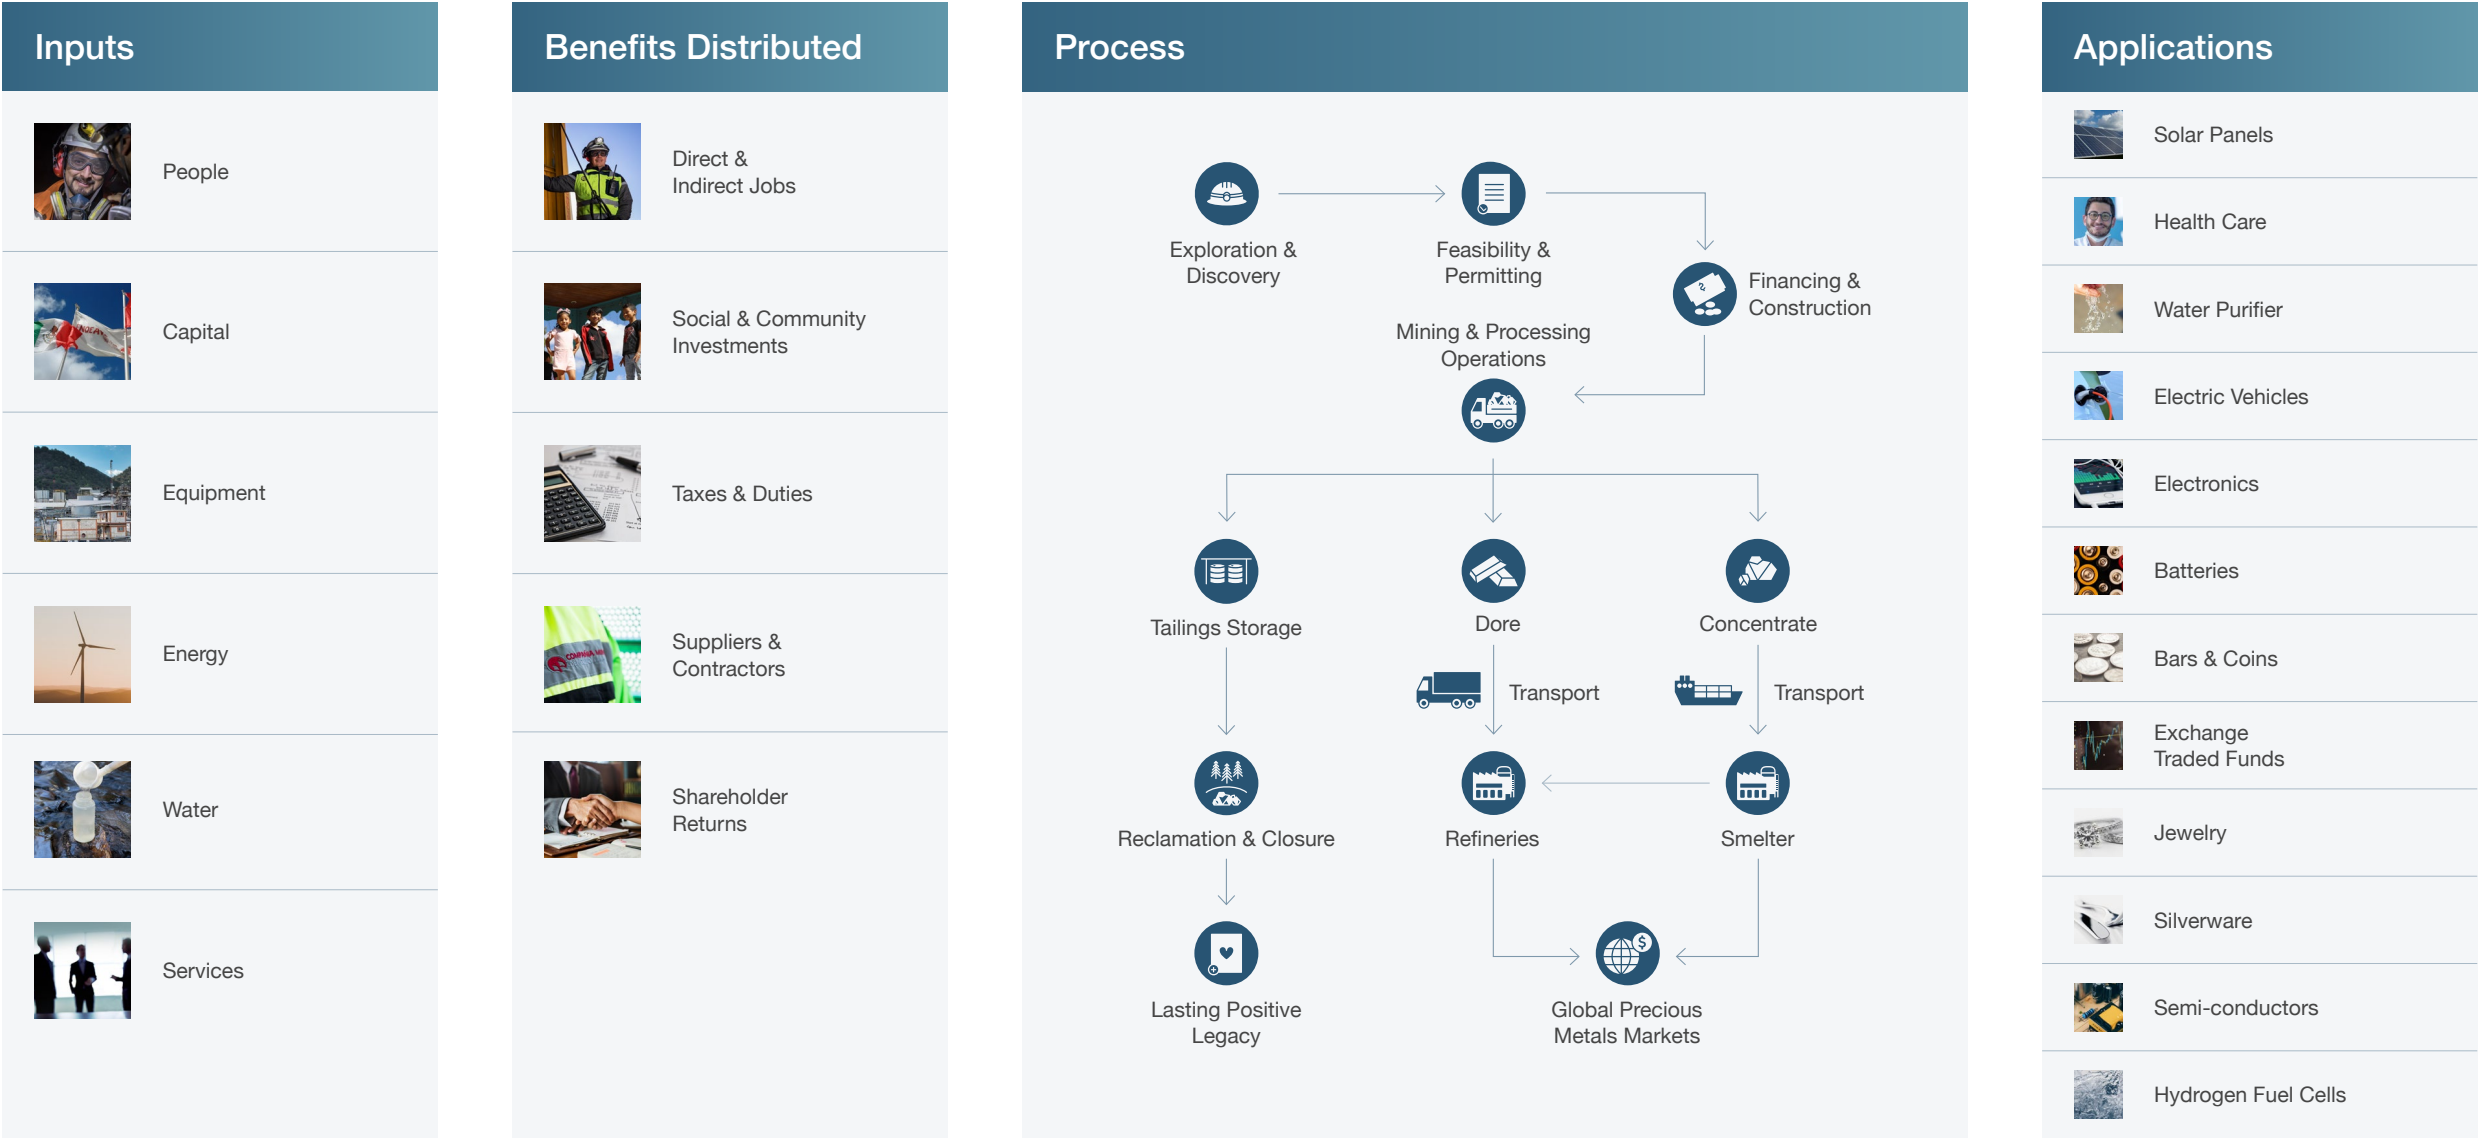 Inputs
People
Capital
Equipment
Energy
Water
Services
Benefits Distributed
Direct &
Indirect Jobs
Social & Community
Investments
Taxes & Duties
Suppliers &
Contractors
Shareholder
Returns
Process
Exploration &
Discovery
Feasibility &
Permitting
Financing &
Construction
Mining & Processing
Operations
Tailings Storage
Dore
Concentrate
Transport
Transport
Reclamation & Closure
Refineries
Smelter
$
Lasting Positive
Legacy
Global Precious
Metals Markets
Applications
Solar Panels
Health Care
Water Purifier
Electric Vehicles
Electronics
Batteries
Bars & Coins
Exchange
Traded Funds
Jewelry
Silverware
Semi-conductors
Hydrogen Fuel Cells